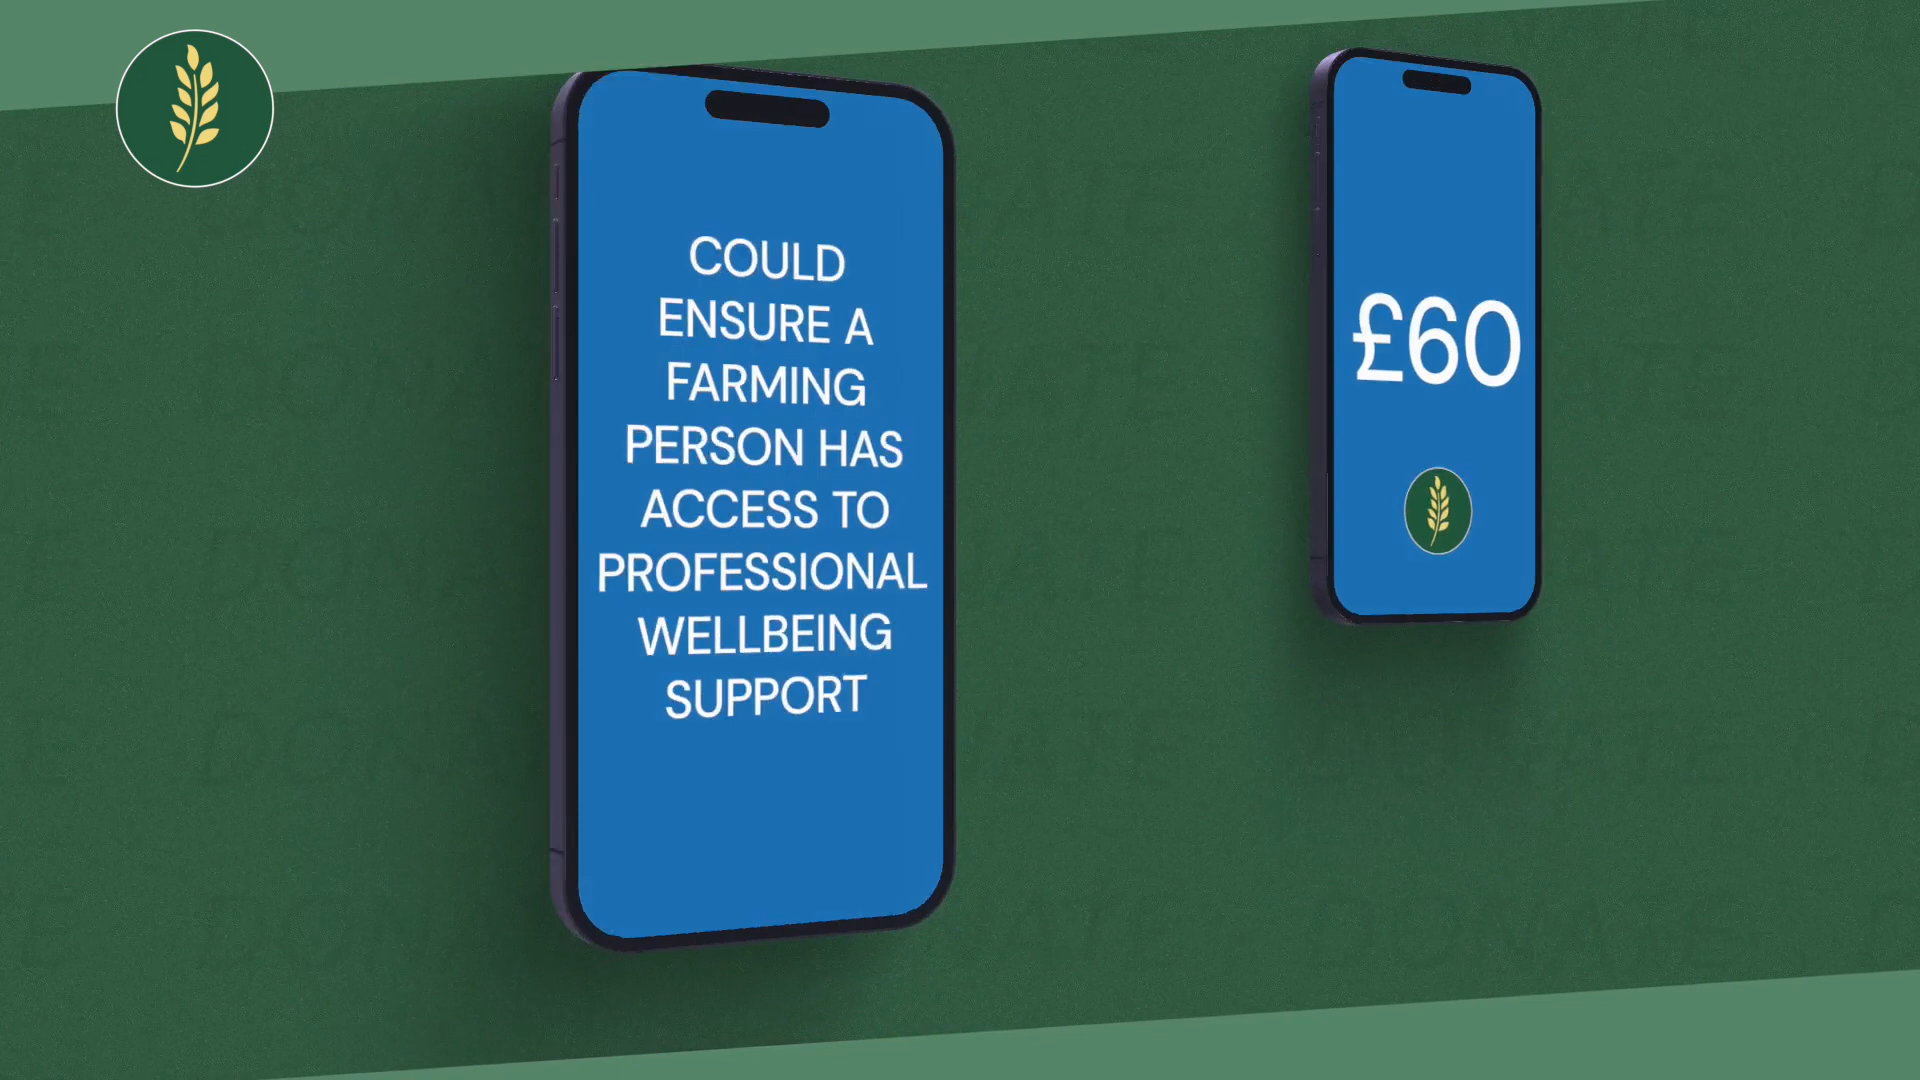 COULD
ENSURE A
FARMING
PERSON HAS
ACCESS TO
PROFESSIONAL
WELLBEING
SUPPORT
£60